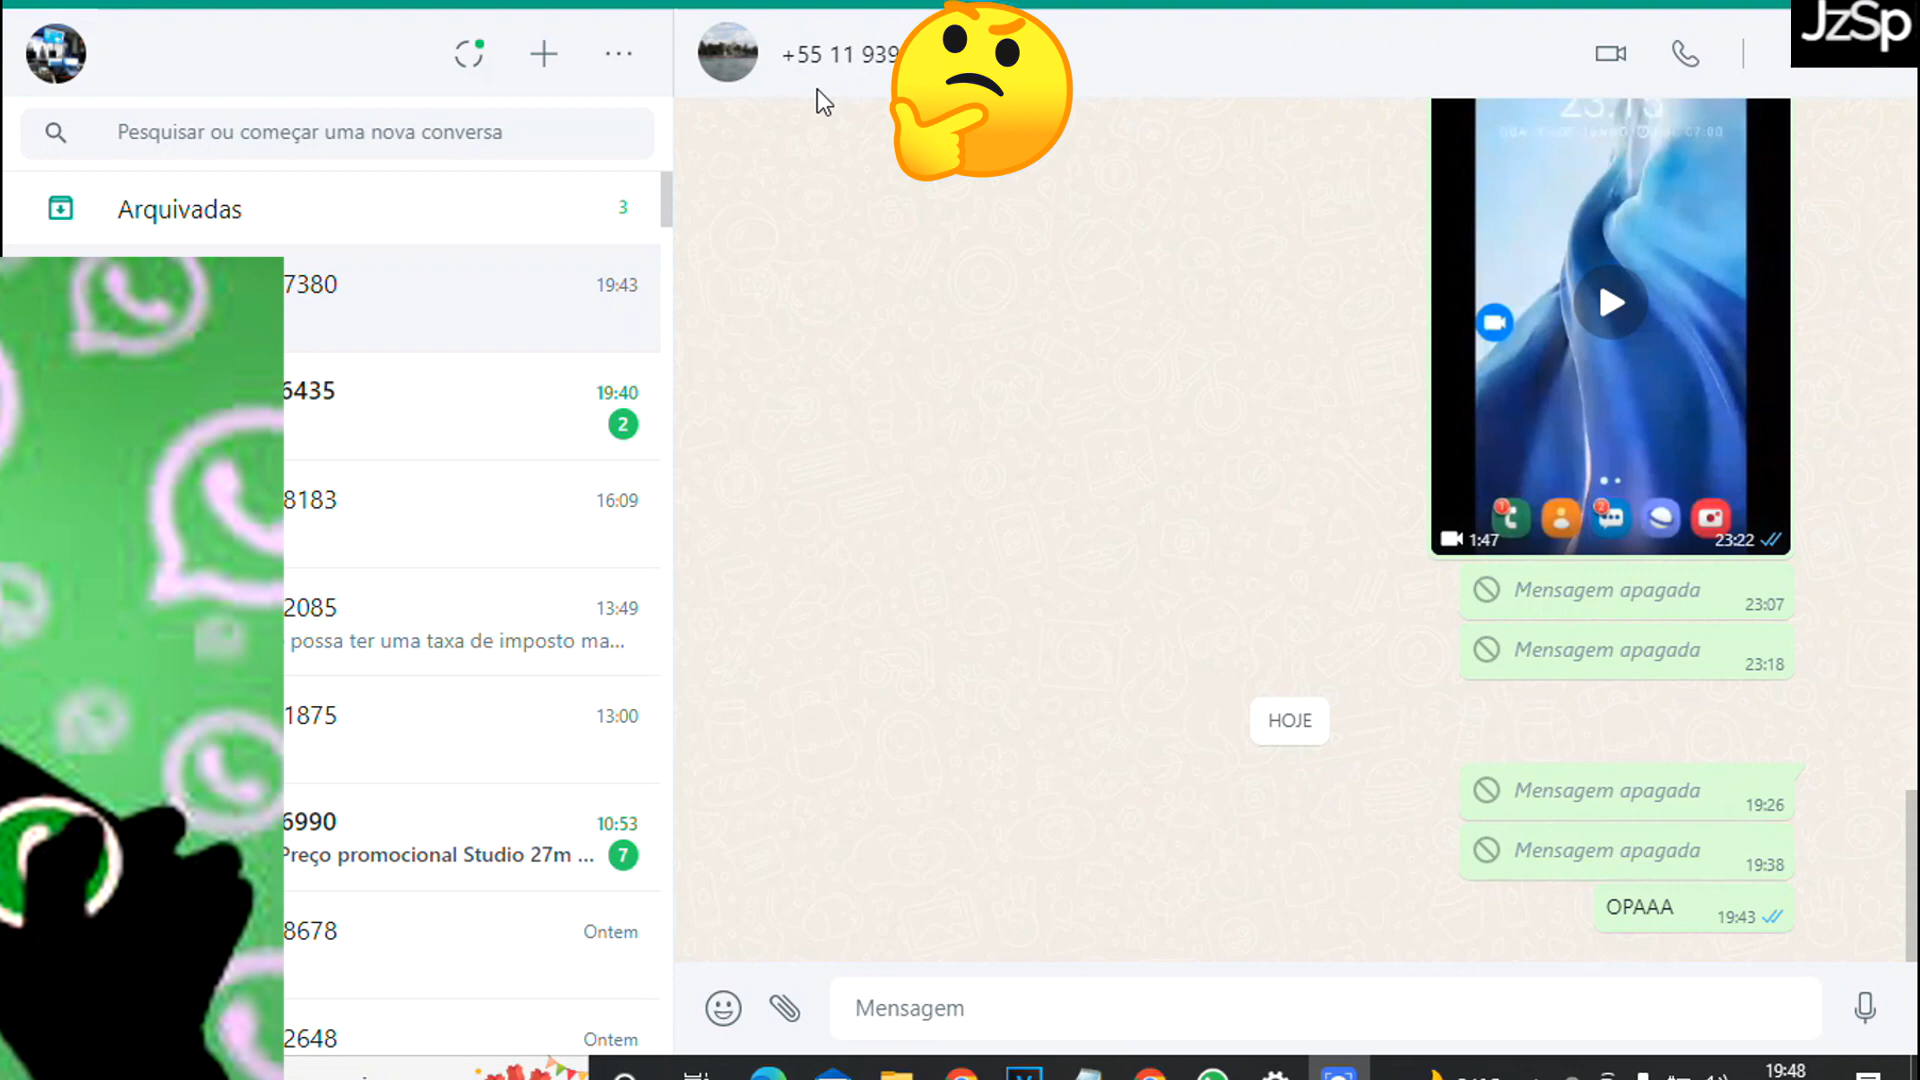 JzSp
+55 11 939
Pesquisar ou começar uma nova conversa
Arquivadas
3
7380
19:43
6435
19:40
2
8183
16:09
2085
13:49
possa ter uma taxa de imposto ma...
1875
13:00
6990
10:53
Preço promocional Studio 27m ...
7
8678
Ontem
2648
Ontem
23:15
1:47
23:22
Mensagem apagada
23:07
Mensagem apagada
23:18
HOJE
Mensagem apagada
19:26
Mensagem apagada
19:38
OPAAA
19:43
Mensagem
19:48